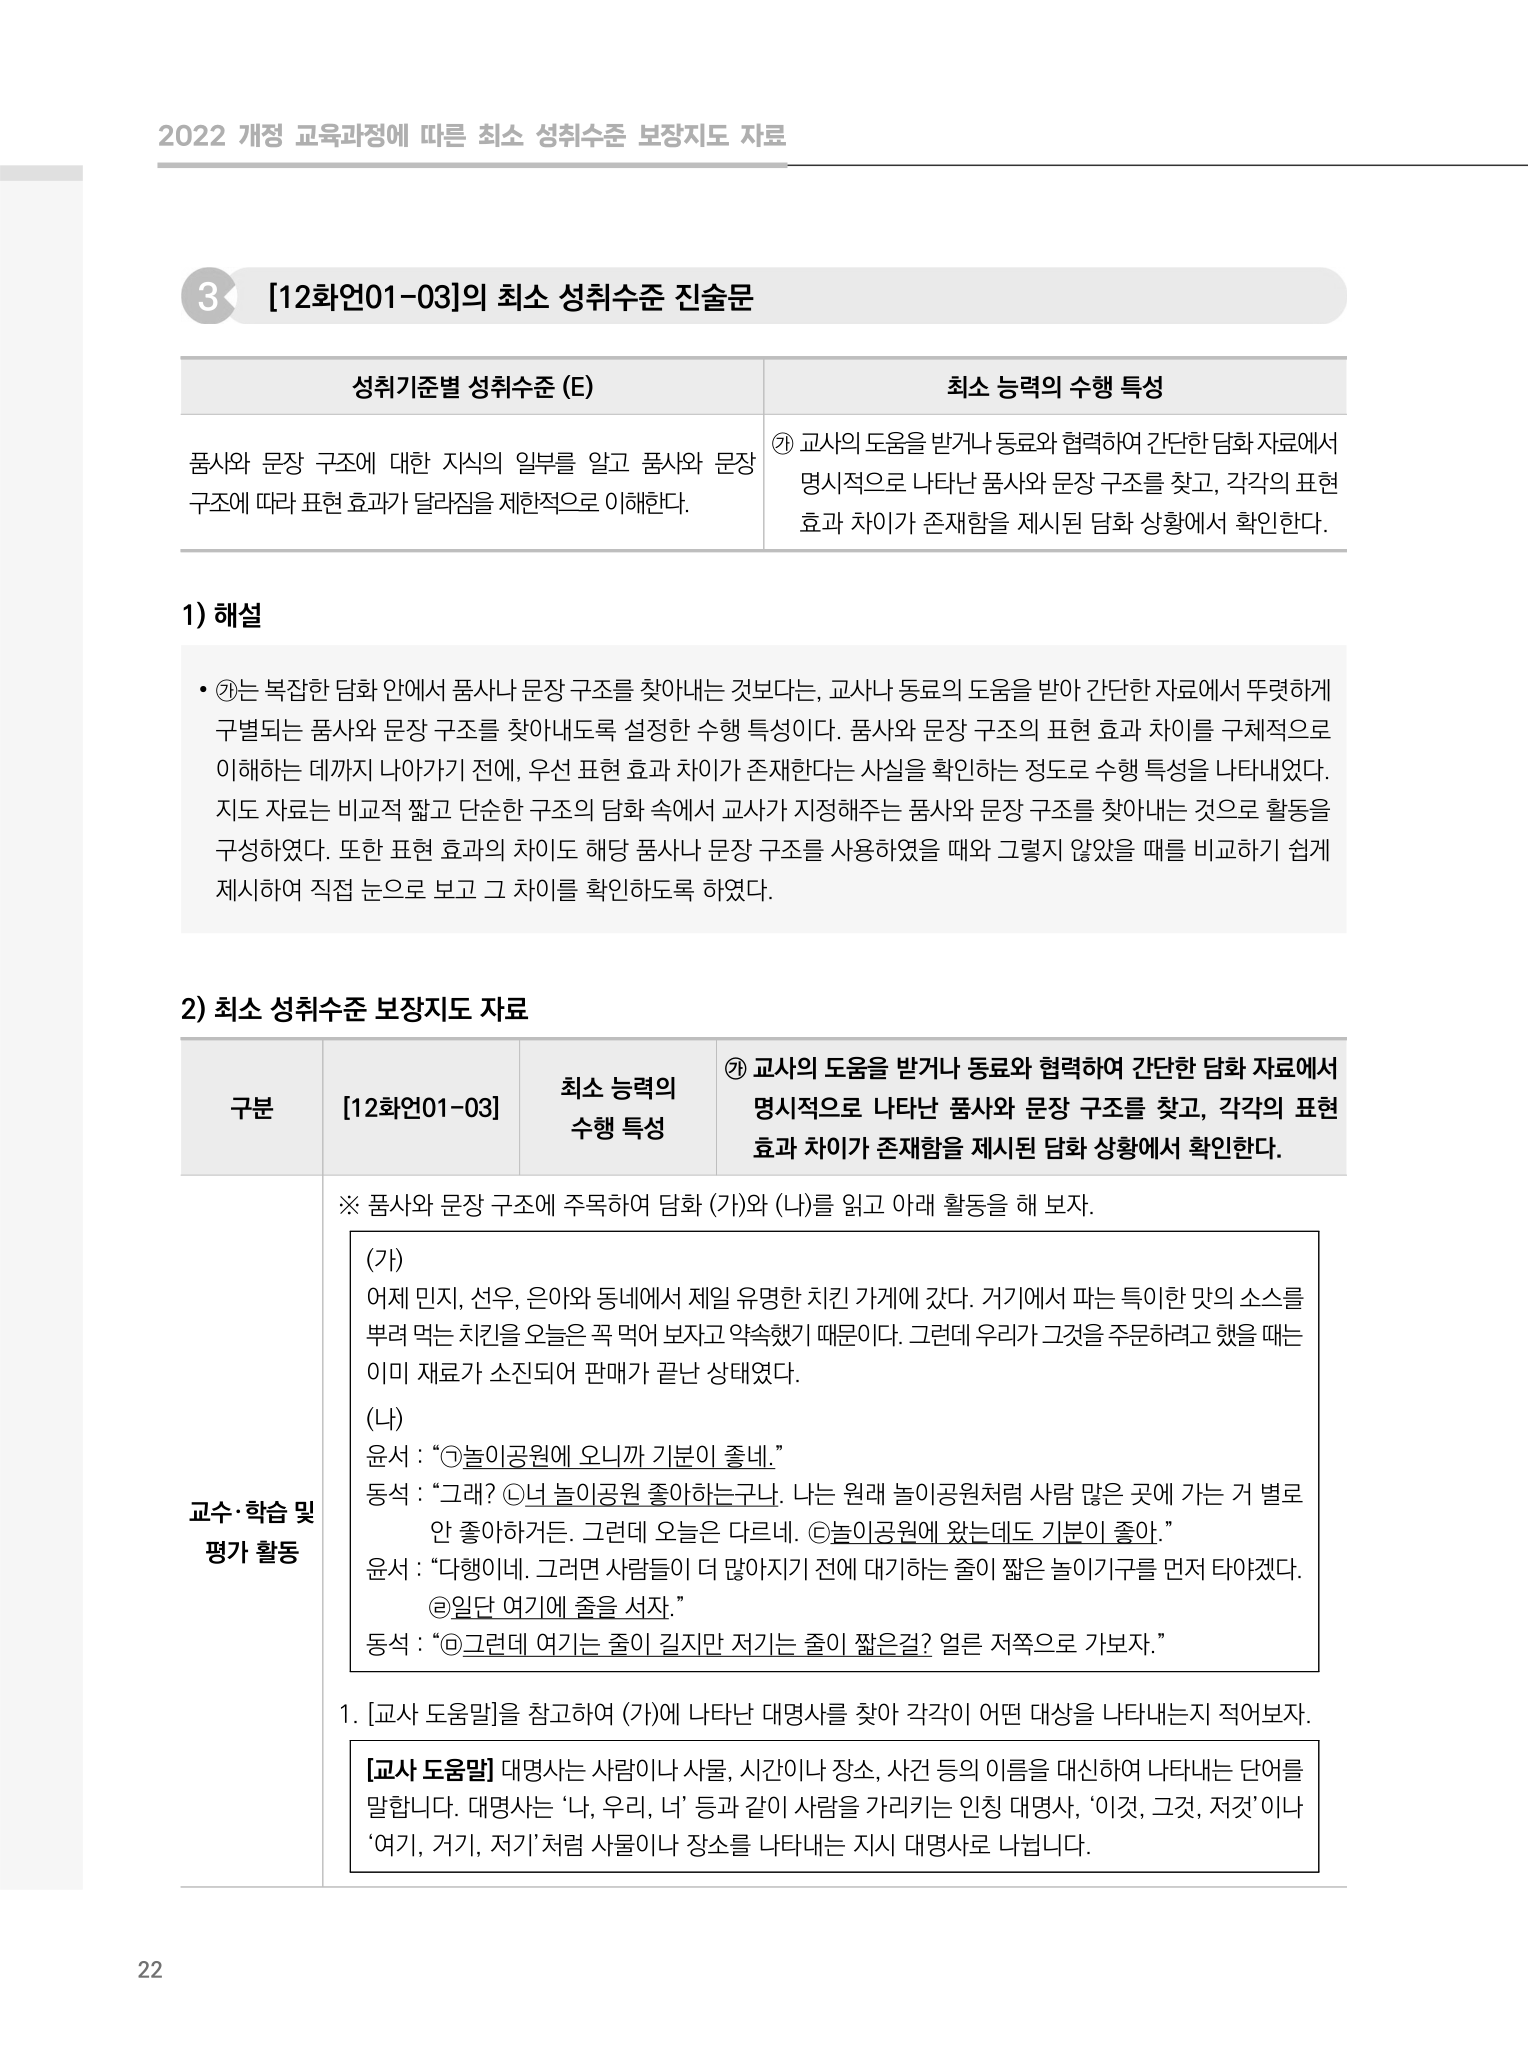 2022 개정 교육과정에 따른 최소 성취수준 보장지도 자료
3 [12화언01-03]의 최소 성취수준 진술문
성취기준별 성취수준 (E)
최소 능력의 수행 특성
품사와 문장 구조에 대한 지식의 일부를 알고 품사와 문장
구조에 따라 표현 효과가 달라짐을 제한적으로 이해한다.
㉮ 교사의 도움을 받거나 동료와 협력하여 간단한 담화 자료에서
명시적으로 나타난 품사와 문장 구조를 찾고, 각각의 표현
효과 차이가 존재함을 제시된 담화 상황에서 확인한다.
1) 해설
• ㉮는 복잡한 담화 안에서 품사나 문장 구조를 찾아내는 것보다는, 교사나 동료의 도움을 받아 간단한 자료에서 뚜렷하게
구별되는 품사와 문장 구조를 찾아내도록 설정한 수행 특성이다. 품사와 문장 구조의 표현 효과 차이를 구체적으로
이해하는 데까지 나아가기 전에, 우선 표현 효과 차이가 존재한다는 사실을 확인하는 정도로 수행 특성을 나타내었다.
지도 자료는 비교적 짧고 단순한 구조의 담화 속에서 교사가 지정해주는 품사와 문장 구조를 찾아내는 것으로 활동을
구성하였다. 또한 표현 효과의 차이도 해당 품사나 문장 구조를 사용하였을 때와 그렇지 않았을 때를 비교하기 쉽게
제시하여 직접 눈으로 보고 그 차이를 확인하도록 하였다.
2) 최소 성취수준 보장지도 자료
구분
[12화언01-03]
최소 능력의
수행 특성
㉮ 교사의 도움을 받거나 동료와 협력하여 간단한 담화 자료에서
명시적으로 나타난 품사와 문장 구조를 찾고, 각각의 표현
효과 차이가 존재함을 제시된 담화 상황에서 확인한다.
교수·학습 및
평가 활동
※ 품사와 문장 구조에 주목하여 담화 (가)와 (나)를 읽고 아래 활동을 해 보자.
(가)
어제 민지, 선우, 은아와 동네에서 제일 유명한 치킨 가게에 갔다. 거기에서 파는 특이한 맛의 소스를
뿌려 먹는 치킨을 오늘은 꼭 먹어 보자고 약속했기 때문이다. 그런데 우리가 그것을 주문하려고 했을 때는
이미 재료가 소진되어 판매가 끝난 상태였다.
(나)
윤서 : “㉠놀이공원에 오니까 기분이 좋네.”
동석 : “그래? ㉡너 놀이공원 좋아하는구나. 나는 원래 놀이공원처럼 사람 많은 곳에 가는 거 별로
안 좋아하거든. 그런데 오늘은 다르네. ㉢놀이공원에 왔는데도 기분이 좋아.”
윤서 : “다행이네. 그러면 사람들이 더 많아지기 전에 대기하는 줄이 짧은 놀이기구를 먼저 타야겠다.
㉣일단 여기에 줄을 서자.”
동석 : “㉤그런데 여기는 줄이 길지만 저기는 줄이 짧은걸? 얼른 저쪽으로 가보자.”
1. [교사 도움말]을 참고하여 (가)에 나타난 대명사를 찾아 각각이 어떤 대상을 나타내는지 적어보자.
[교사 도움말] 대명사는 사람이나 사물, 시간이나 장소, 사건 등의 이름을 대신하여 나타내는 단어를
말합니다. 대명사는 ‘나, 우리, 너’ 등과 같이 사람을 가리키는 인칭 대명사, ‘이것, 그것, 저것’이나
‘여기, 거기, 저기’처럼 사물이나 장소를 나타내는 지시 대명사로 나뉩니다.
22